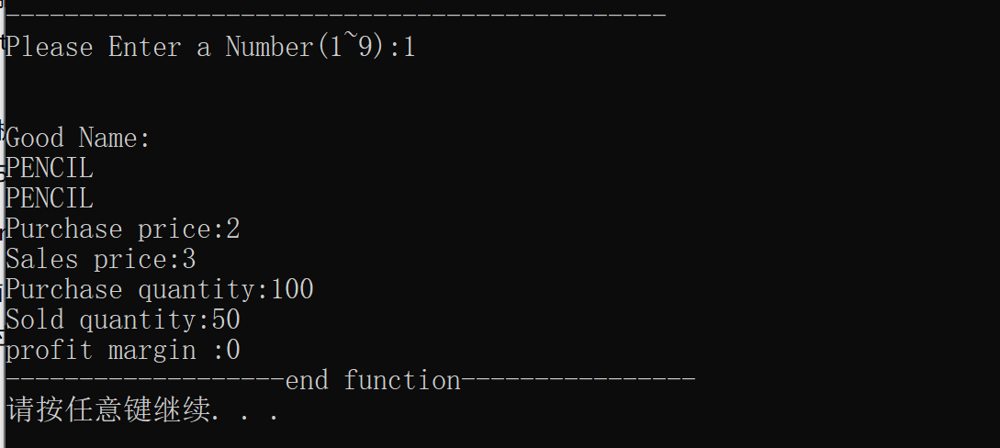 ---------------------------------------------
Please Enter a Number(1~9):1
Good Name:
PENCIL
PENCIL
Purchase price:2
Sales price:3
Purchase quantity:100
Sold quantity:50
profit margin :0
-------------------end function----------------
请按任意键继续. . .